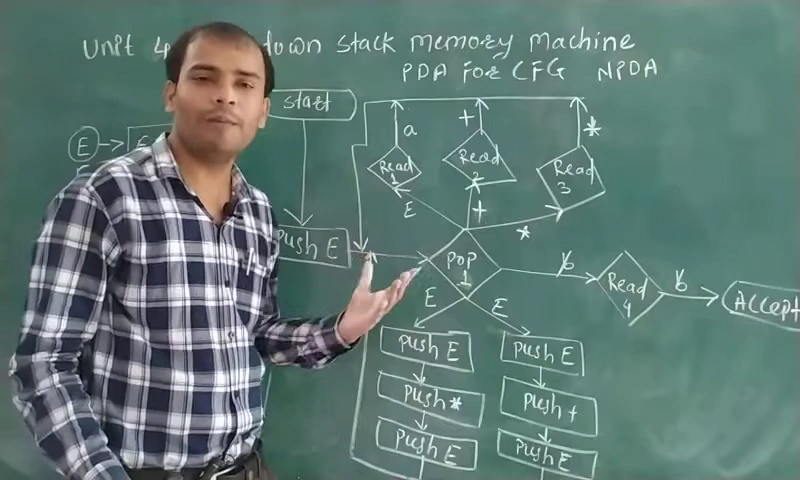 Unit 4 down stack memory machine
PDA for CFG NPDA
start
E → E
a + *
Read 1
Read 2
Read 3
E + *
Push E
POP 1
b̸
Read 4
b̸
Accept
E E
Push E Push E
Push * Push +
Push E Push E